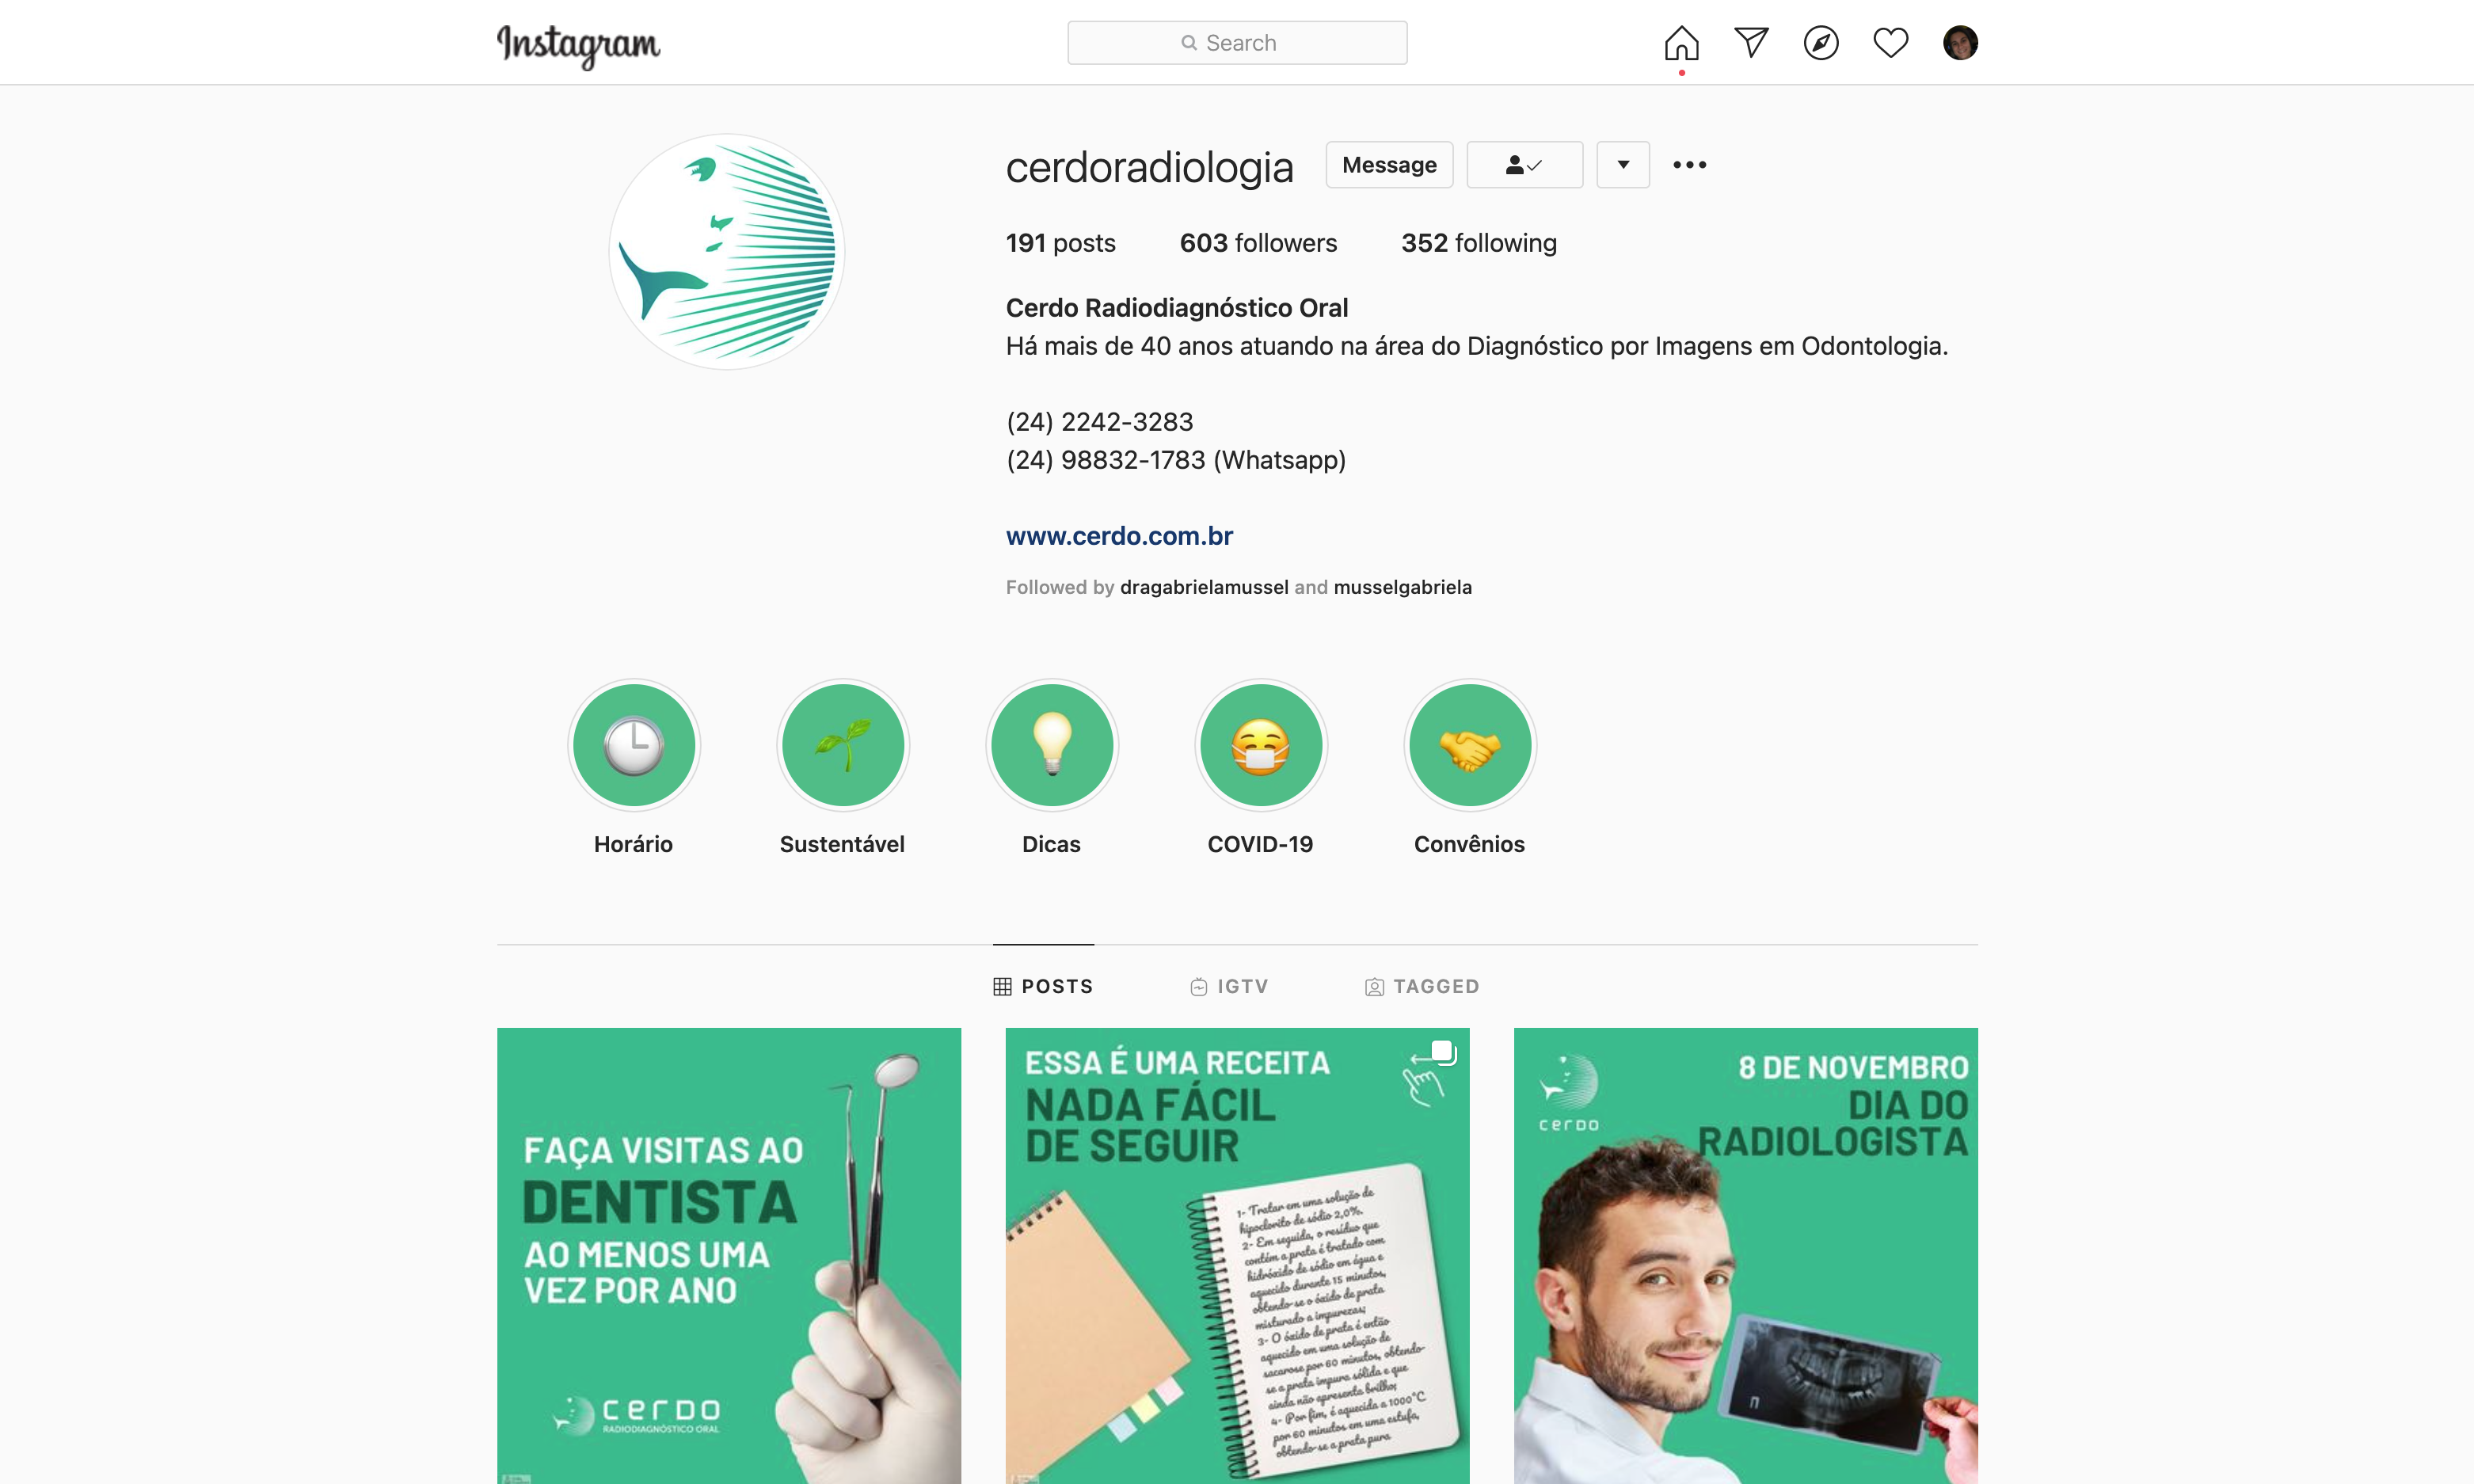 Instagram
Search
cerdoradiologia
Message
191 posts
603 followers
352 following
Cerdo Radiodiagnóstico Oral
Há mais de 40 anos atuando na área do Diagnóstico por Imagens em Odontologia.
(24) 2242-3283
(24) 98832-1783 (Whatsapp)
www.cerdo.com.br
Followed by dragabrielamussel and musselgabriela
Horário
Sustentável
Dicas
COVID-19
Convênios
POSTS
IGTV
TAGGED
FAÇA VISITAS AO
DENTISTA
AO MENOS UMA
VEZ POR ANO
cerDO
RADIODIAGNÓSTICO ORAL
ESSA É UMA RECEITA
NADA FÁCIL
DE SEGUIR
1- Tratar em uma solução de
hipoclorito de sódio 2,0%.
2- Em seguida, o resíduo que
contém a prata é tratado com
hidróxido de sódio em água e
aquecido durante 15 minutos,
obtendo-se o óxido de prata
misturado a impurezas;
3- O óxido de prata é então
aquecido em uma solução de
sacarose por 60 minutos, obtendo-
se a prata impura sólida e que
ainda não apresenta brilho;
4- Por fim, é aquecida a 1000°C
por 60 minutos em uma estufa,
obtendo-se a prata pura
cerDO
8 DE NOVEMBRO
DIA DO
RADIOLOGISTA